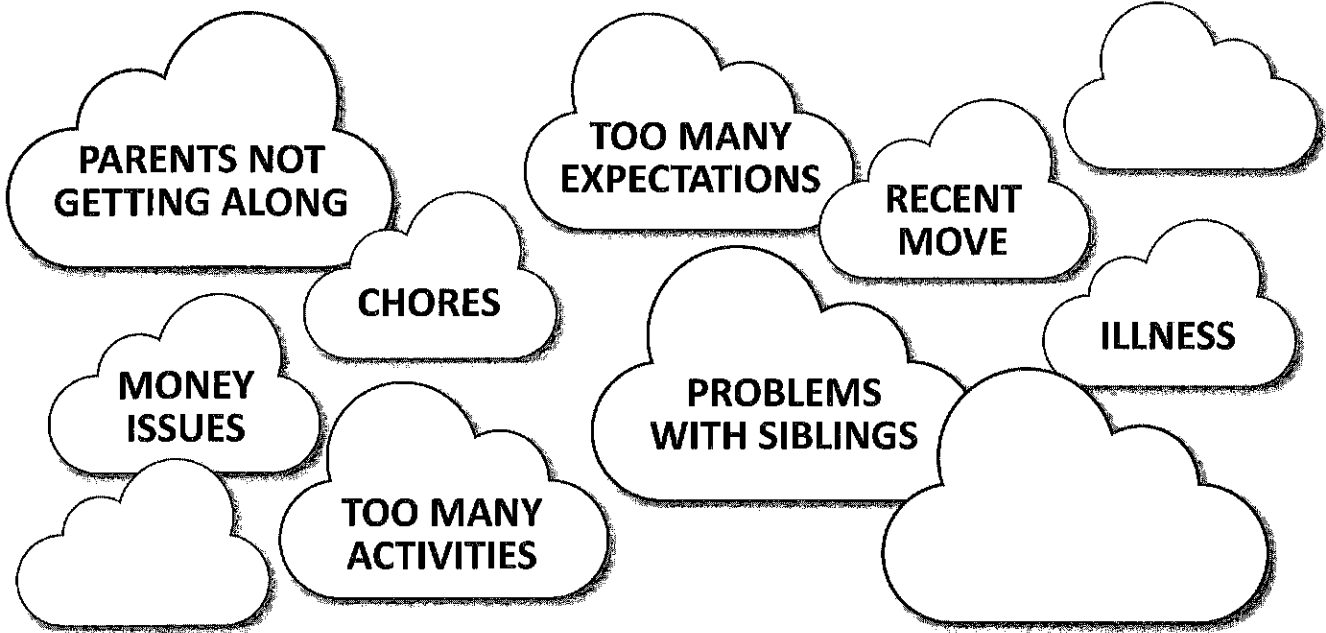 PARENTS NOT
GETTING ALONG
TOO MANY
EXPECTATIONS
RECENT
MOVE
CHORES
ILLNESS
MONEY
ISSUES
PROBLEMS
WITH SIBLINGS
TOO MANY
ACTIVITIES